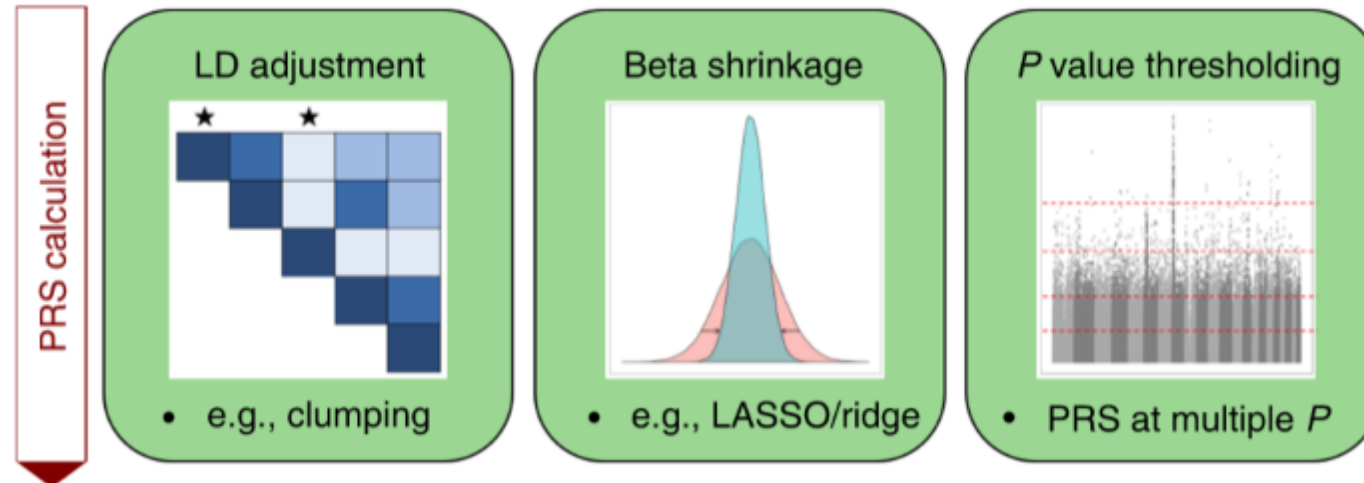 PRS calculation
LD adjustment
• e.g., clumping
Beta shrinkage
• e.g., LASSO/ridge
P value thresholding
• PRS at multiple P